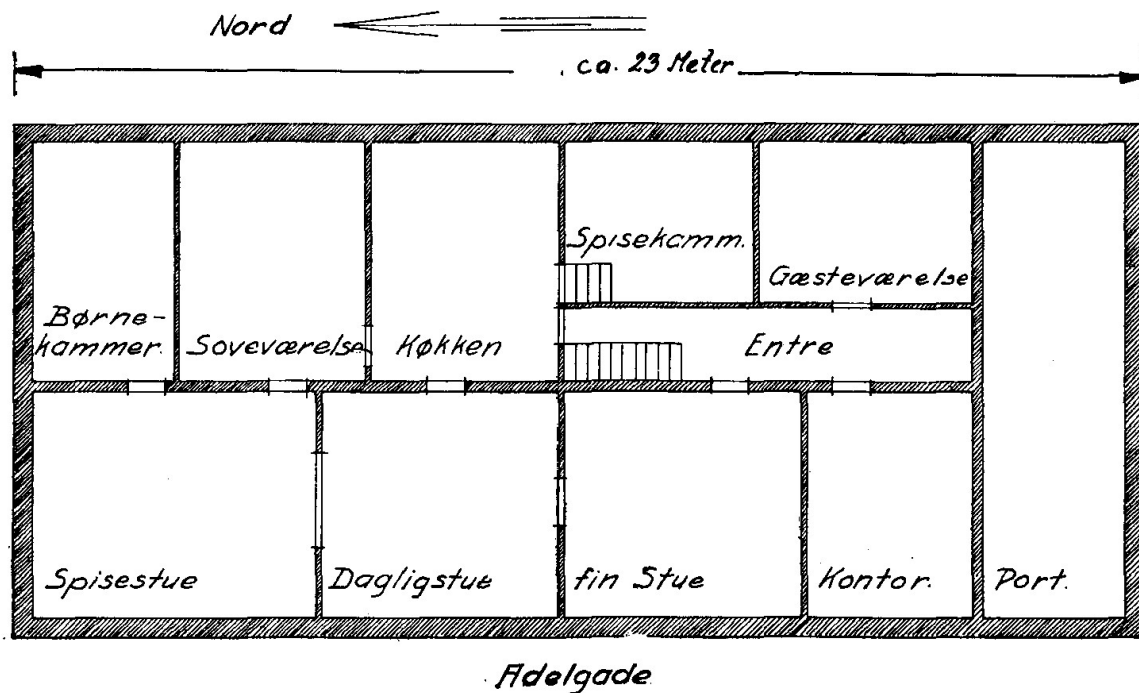 Nord
ca. 23 Meter
Spisekamm.
Gæsteværelse
Børne-
kammer.
Soveværelse
Køkken
Entre
Spisestue
Dagligstue
fin Stue
Kontor.
Port.
Adelgade